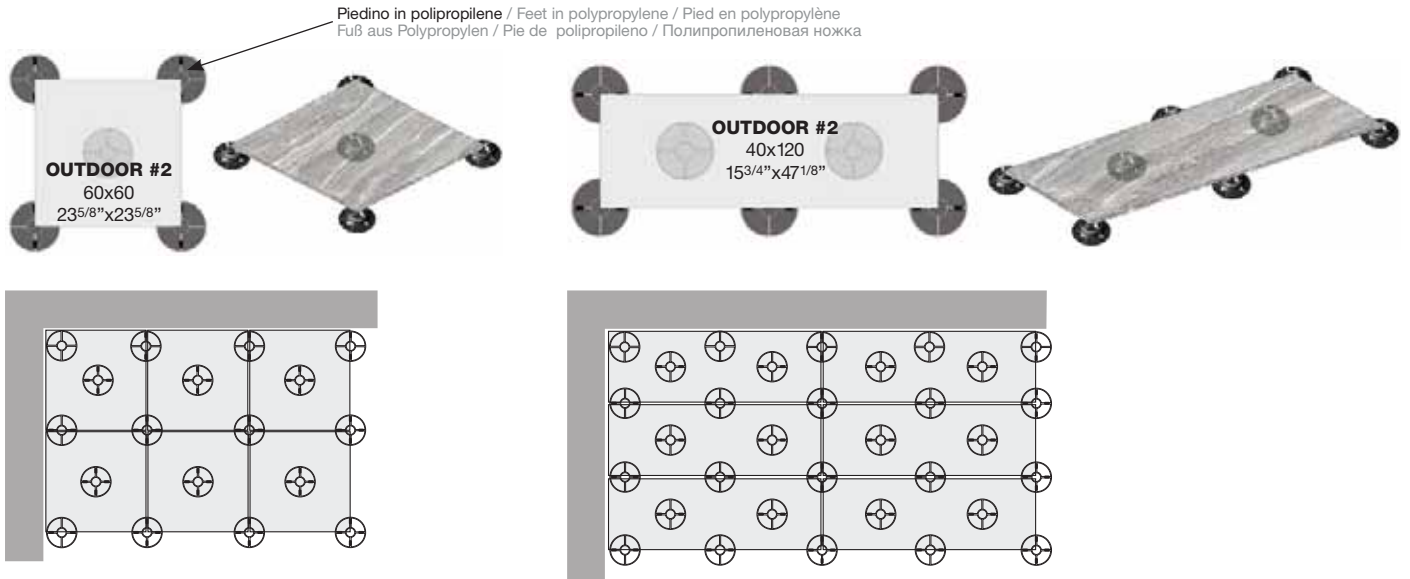 Piedino in polipropilene / Feet in polypropylene / Pied en polypropylène
Fuß aus Polypropylen / Pie de polipropileno / Полипропиленовая ножка
OUTDOOR #2
60x60
235/8”x235/8”
OUTDOOR #2
40x120
153/4”x471/8”